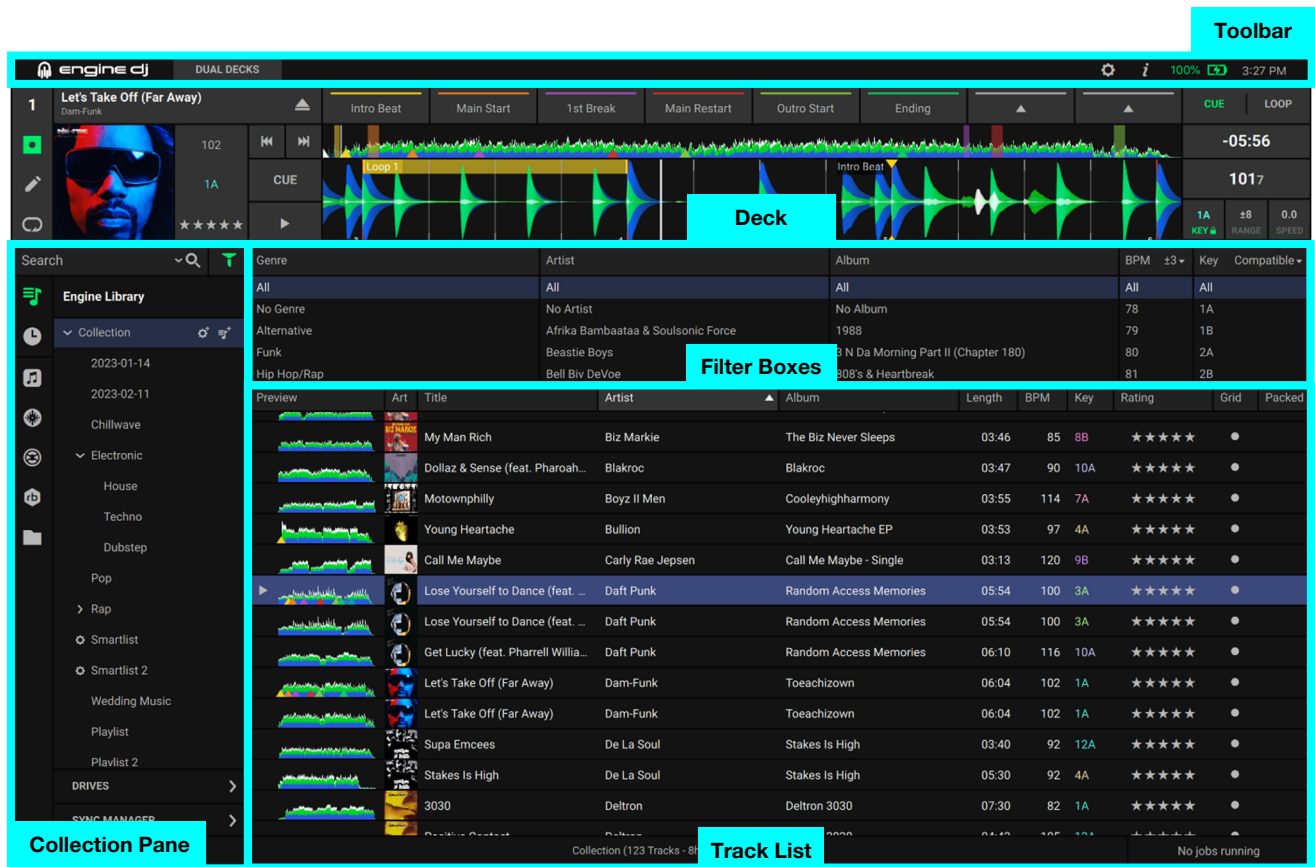 Toolbar
engine dj DUAL DECKS 100% 3:27 PM
1 Let's Take Off (Far Away)
Dam-Funk
Intro Beat Main Start 1st Break Main Restart Outro Start Ending CUE LOOP
102
-05:56
Loop 1 Intro Beat
1A CUE
1017
Deck
1A ±8 0.0
KEY RANGE SPEED
Search Genre Artist Album BPM ±3 Key Compatible
All All All All All
No Genre No Artist No Album 78 1A
Alternative Afrika Bambaataa & Soulsonic Force 1988 79 1B
Funk Beastie Boys 3 N Da Morning Part II (Chapter 180) 80 2A
Hip Hop/Rap Bell Biv DeVoe 808's & Heartbreak 81 2B
Filter Boxes
Engine Library
Collection
2023-01-14
2023-02-11
Chillwave
Electronic
House
Techno
Dubstep
Pop
Rap
Smartlist
Smartlist 2
Wedding Music
Playlist
Playlist 2
DRIVES
SYNC MANAGER
Collection Pane
Preview Art Title Artist Album Length BPM Key Rating Grid Packed
My Man Rich Biz Markie The Biz Never Sleeps 03:46 85 8B
Dollaz & Sense (feat. Pharoah... Blakroc Blakroc 03:47 90 10A
Motownphilly Boyz II Men Cooleyhighharmony 03:55 114 7A
Young Heartache Bullion Young Heartache EP 03:53 97 4A
Call Me Maybe Carly Rae Jepsen Call Me Maybe - Single 03:13 120 9B
Lose Yourself to Dance (feat. ... Daft Punk Random Access Memories 05:54 100 3A
Lose Yourself to Dance (feat. ... Daft Punk Random Access Memories 05:54 100 3A
Get Lucky (feat. Pharrell Willia... Daft Punk Random Access Memories 06:10 116 10A
Let's Take Off (Far Away) Dam-Funk Toeachizown 06:04 102 1A
Let's Take Off (Far Away) Dam-Funk Toeachizown 06:04 102 1A
Supa Emcees De La Soul Stakes Is High 03:40 92 12A
Stakes Is High De La Soul Stakes Is High 05:30 92 4A
3030 Deltron Deltron 3030 07:30 82 1A
Collection (123 Tracks - 8h No jobs running
Track List